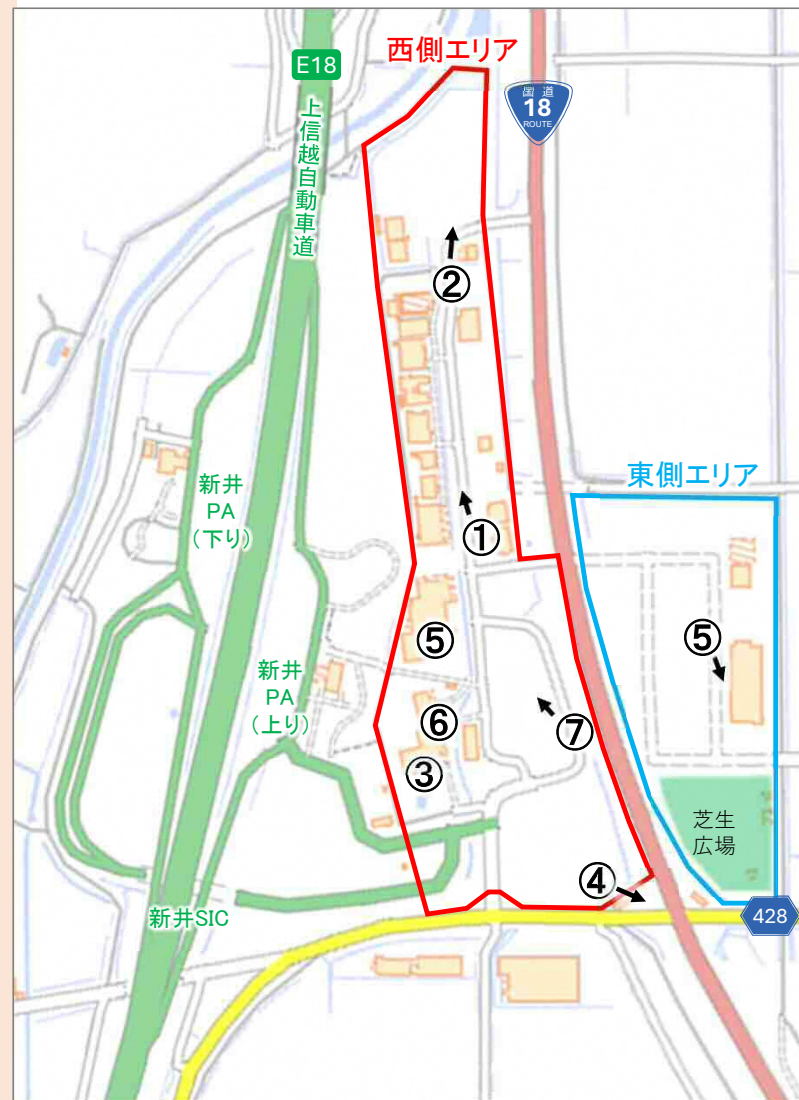 西側エリア
E18
国道
18
ROUTE
上信越自動車道
②
東側エリア
新井
PA
(下り)
①
⑤
⑤
新井
PA
(上り)
⑥
⑦
③
芝生
広場
④
428
新井SIC